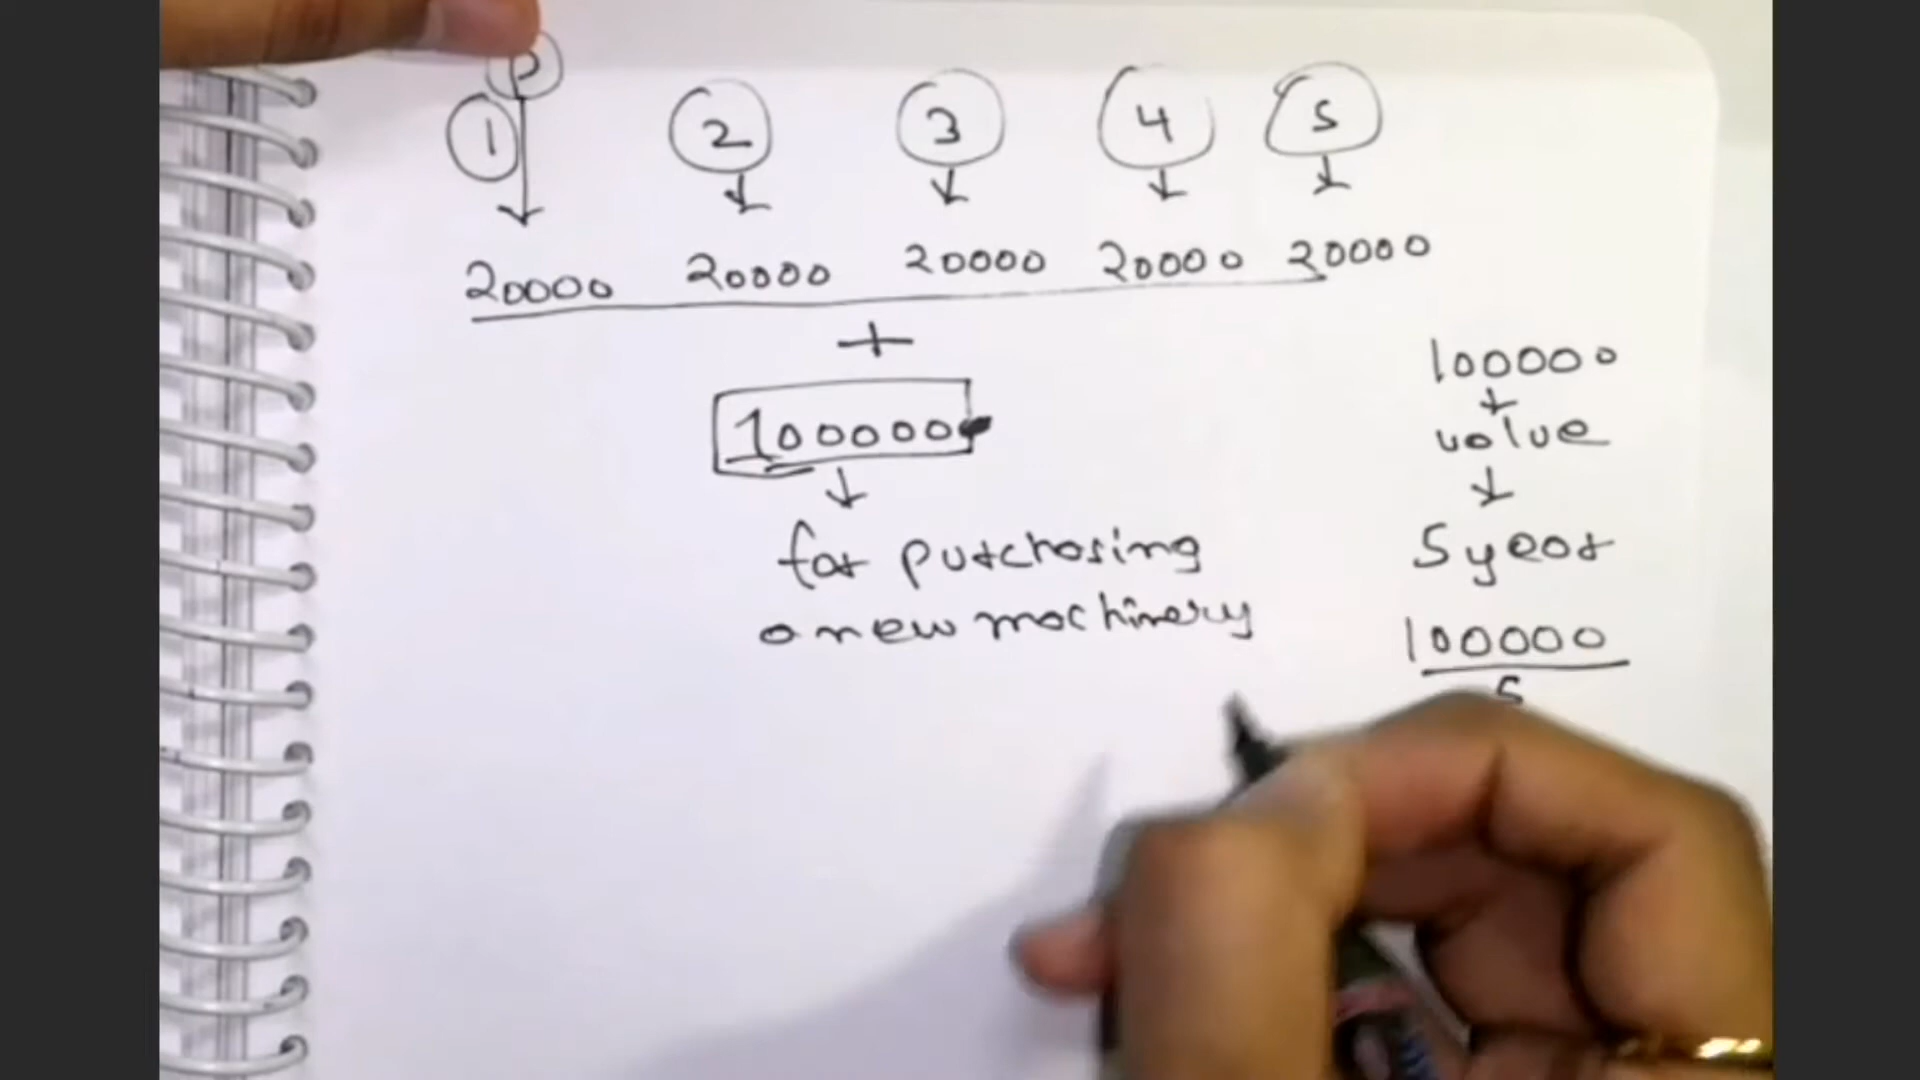 P
1 2 3 4 5
20000 20000 20000 20000 20000
+
100000
for purchasing
a new machinery
100000
value
5 year
100000
5